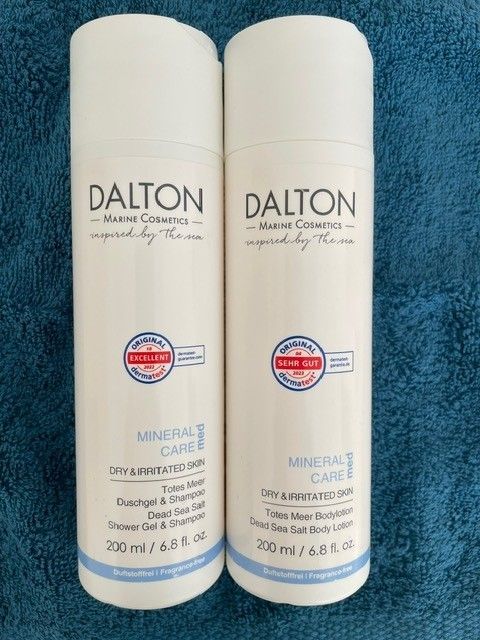 DALTON
MARINE COSMETICS
inspired by the sea
ORIGINAL
EXCELLENT
2022
dermatest®
dermatest-
guarantee.com
MINERAL
CARE med
DRY & IRRITATED SKIN
Totes Meer
Duschgel & Shampoo
Dead Sea Salt
Shower Gel & Shampoo
200 ml / 6.8 fl. oz.
Duftstofffrei | Fragrance-free
DALTON
MARINE COSMETICS
inspired by the sea
ORIGINAL
SEHR GUT
2023
dermatest®
dermatest-
garantie.de
MINERAL
CARE med
DRY & IRRITATED SKIN
Totes Meer Bodylotion
Dead Sea Salt Body Lotion
200 ml / 6.8 fl. oz.
Duftstofffrei | Fragrance-free